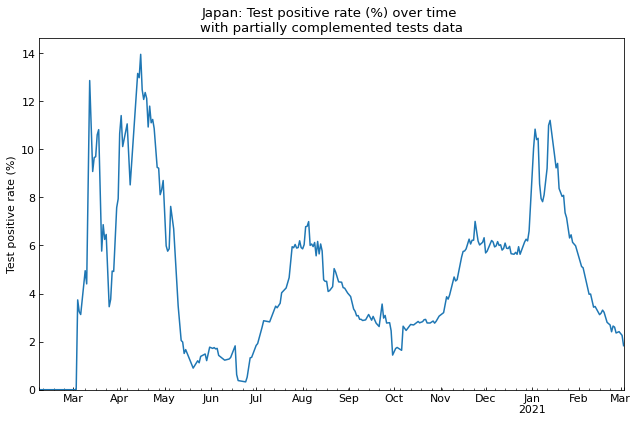 Japan: Test positive rate (%) over time
with partially complemented tests data
Test positive rate (%)
14
12
10
8
6
4
2
0
Mar Apr May Jun Jul Aug Sep Oct Nov Dec Jan Feb Mar
2021